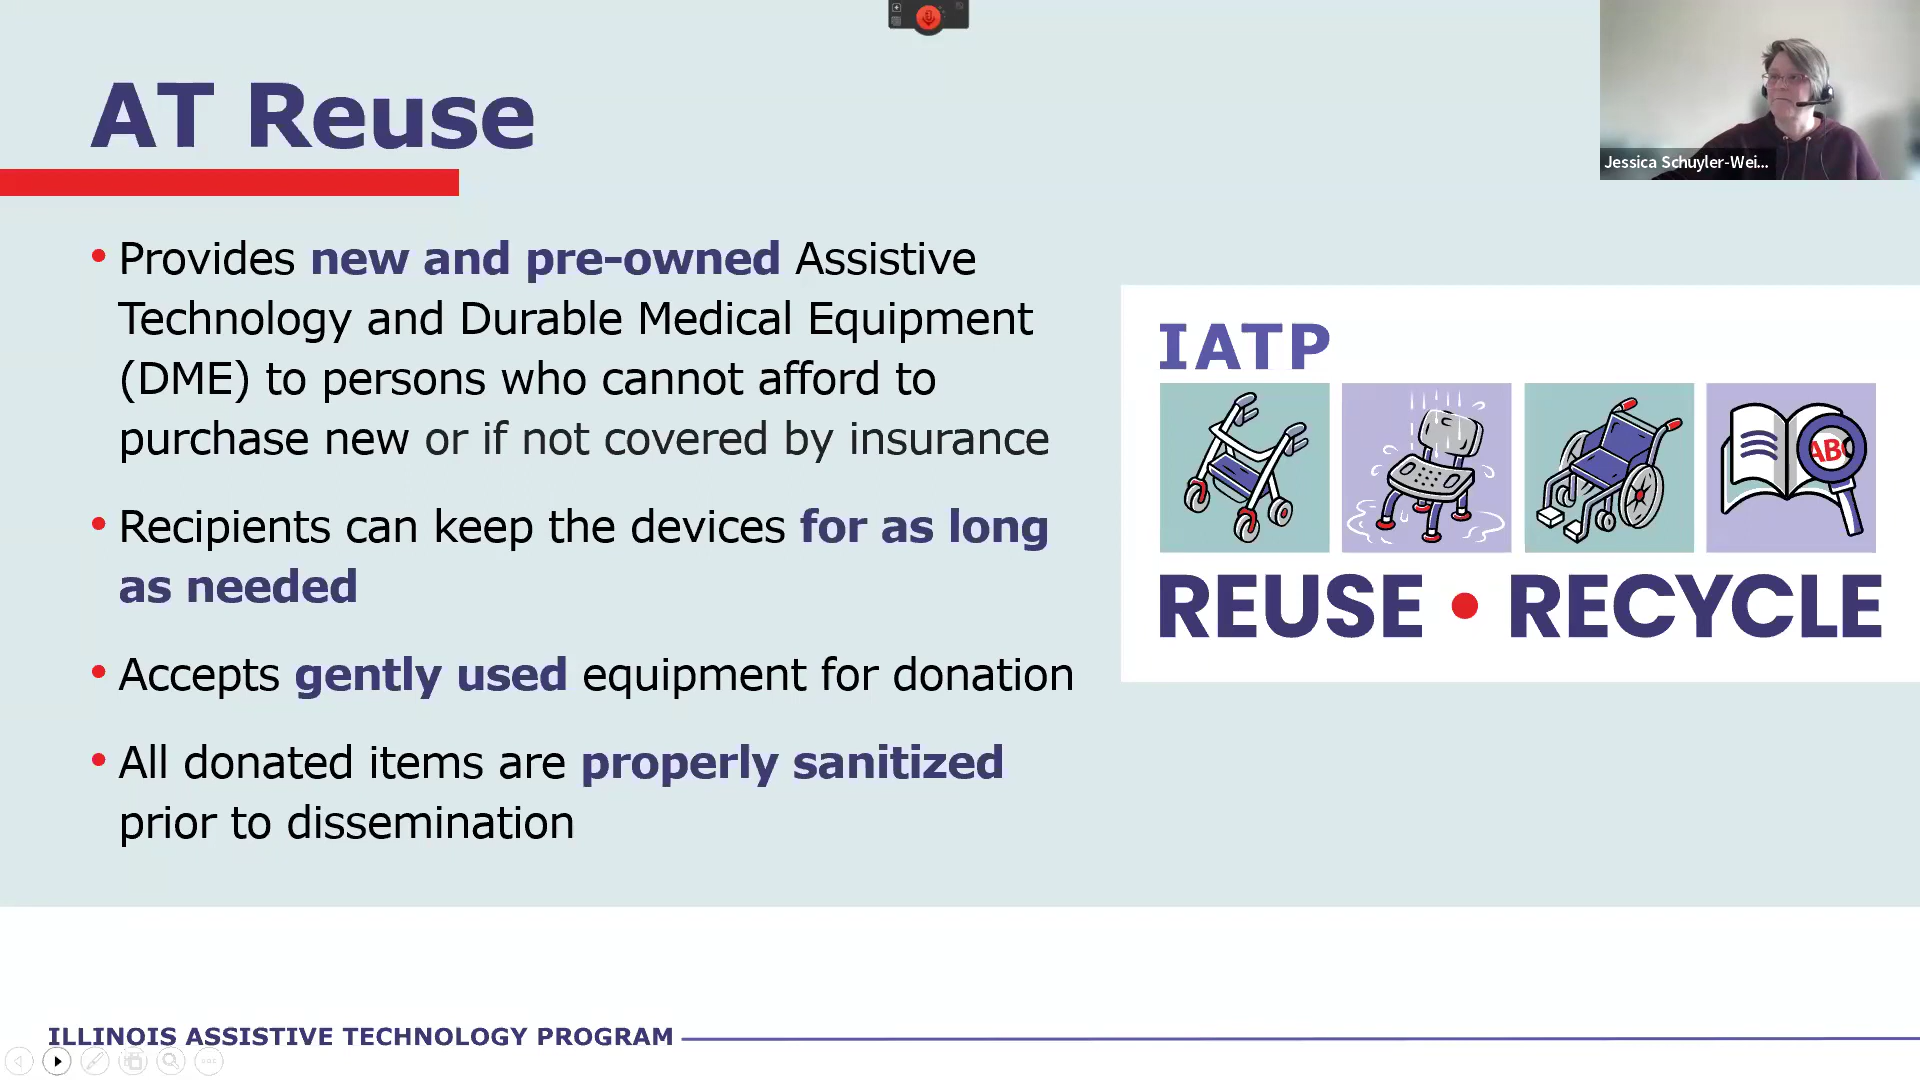 AT Reuse
Jessica Schuyler-Wei...
• Provides new and pre-owned Assistive
Technology and Durable Medical Equipment
(DME) to persons who cannot afford to
purchase new or if not covered by insurance
• Recipients can keep the devices for as long
as needed
• Accepts gently used equipment for donation
• All donated items are properly sanitized
prior to dissemination
IATP
ABC
REUSE • RECYCLE
ILLINOIS ASSISTIVE TECHNOLOGY PROGRAM